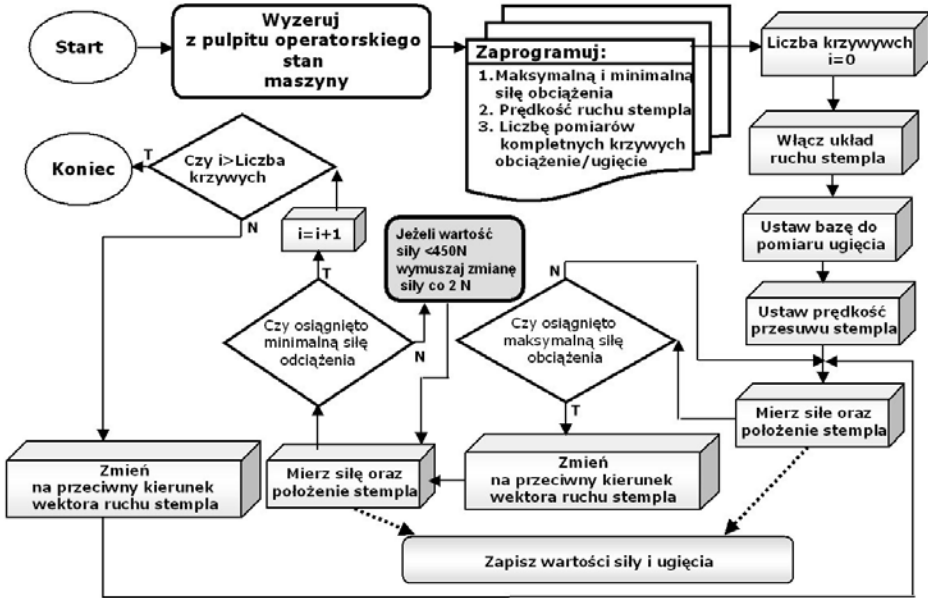 Start
Wyzeruj
z pulpitu operatorskiego
stan
maszyny
Zaprogramuj:
1. Maksymalną i minimalną
siłę obciążenia
2. Prędkość ruchu stempla
3. Liczbę pomiarów
kompletnych krzywych
obciążenie/ugięcie
Liczba krzywywch
i=0
Włącz układ
ruchu stempla
Ustaw bazę do
pomiaru ugięcia
Ustaw prędkość
przesuwu stempla
Mierz siłe oraz
położenie stempla
N
Czy osiągnięto
maksymalną siłę
obciążenia
T
Zmień
na przeciwny kierunek
wektora ruchu stempla
Mierz siłę oraz
położenie stempla
Jeżeli wartość
siły <450N
wymuszaj zmianę
siły co 2 N
Czy osiągnięto
minimalną siłę
odciążenia
N
T
i=i+1
Czy i>Liczba
krzywych
T
N
Koniec
Zmień
na przeciwny kierunek
wektora ruchu stempla
Zapisz wartości siły i ugięcia